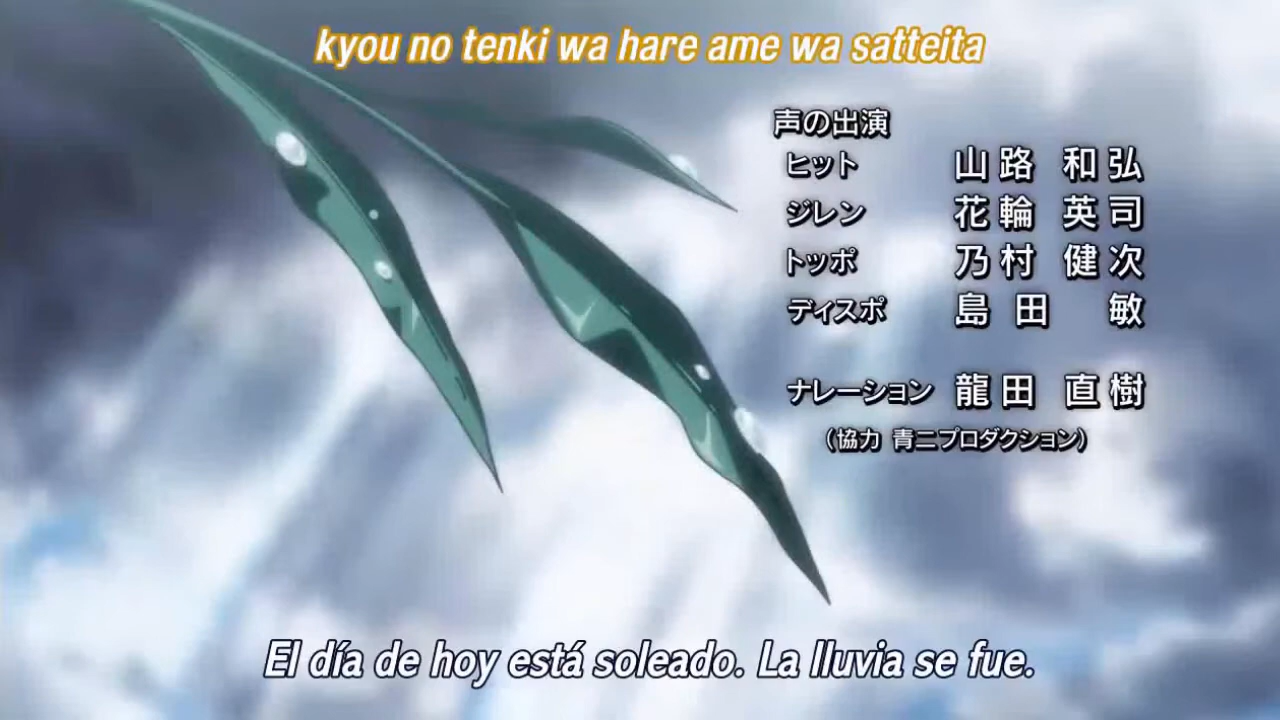 kyou no tenki wa hare ame wa satteita
声の出演
ヒット 山路 和弘
ジレン 花輪 英司
トッポ 乃村 健次
ディスポ 島田 敏
ナレーション 龍田 直樹
（協力 青二プロダクション）
El día de hoy está soleado. La lluvia se fue.